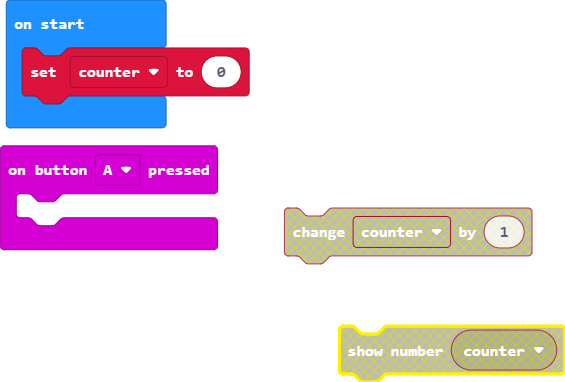 on start
set counter to 0
on button A pressed
change counter by 1
show number counter